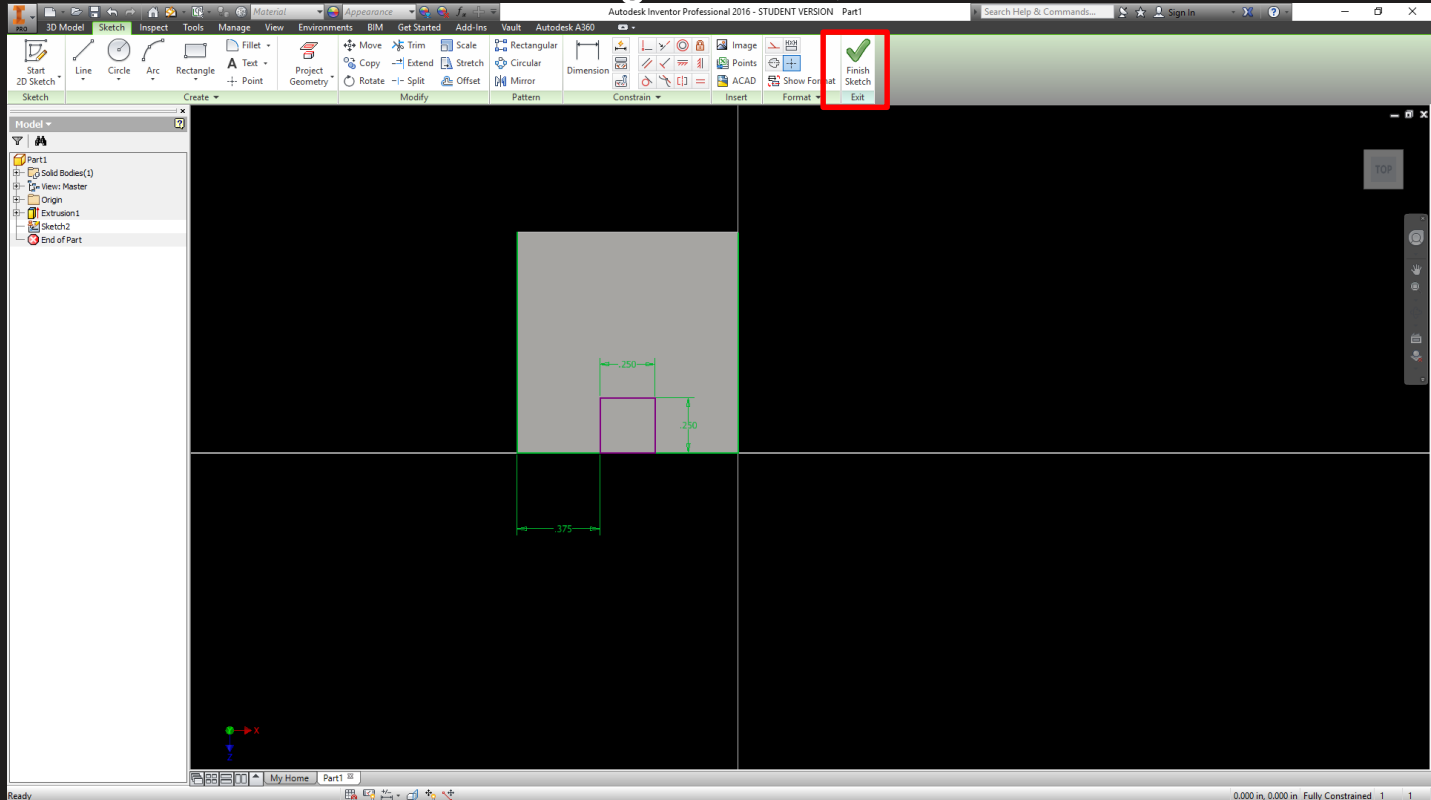 Material Appearance Autodesk Inventor Professional 2016 - STUDENT VERSION Part1 Search Help & Commands... Sign In
PRO 3D Model Sketch Inspect Tools Manage View Environments BIM Get Started Add-Ins Vault Autodesk A360
Fillet Move Trim Scale Rectangular Image
Start 2D Sketch Line Circle Arc Rectangle Text Project Geometry Copy Extend Stretch Circular Dimension Points Finish Sketch
Point Rotate Split Offset Mirror ACAD Show Format
Sketch Create Modify Pattern Constrain Insert Format Exit
Model
Part1
Solid Bodies(1)
View: Master
Origin
Extrusion1
Sketch2
End of Part
TOP
.250
.250
.375
X
Z
My Home Part1
Ready 0.000 in, 0.000 in Fully Constrained 1 1